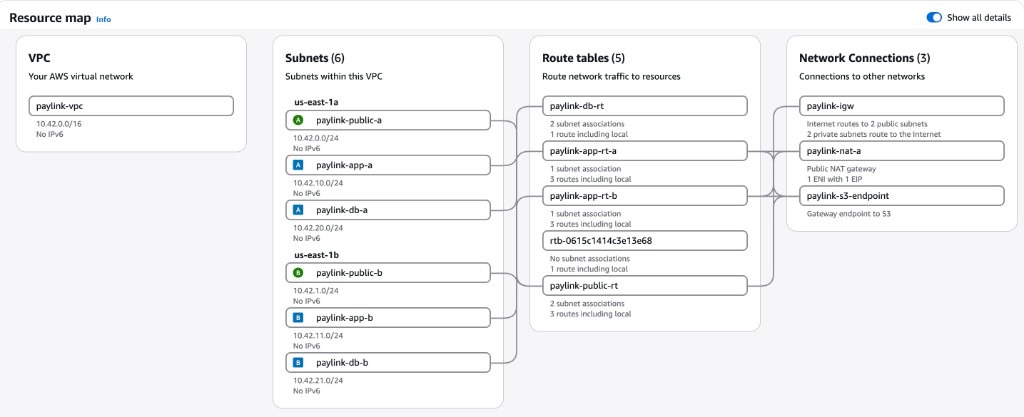 Resource map Info
Show all details
VPC
Your AWS virtual network
paylink-vpc
10.42.0.0/16
No IPv6
Subnets (6)
Subnets within this VPC
us-east-1a
A paylink-public-a
10.42.0.0/24
No IPv6
A paylink-app-a
10.42.10.0/24
No IPv6
A paylink-db-a
10.42.20.0/24
No IPv6
us-east-1b
B paylink-public-b
10.42.1.0/24
No IPv6
B paylink-app-b
10.42.11.0/24
No IPv6
B paylink-db-b
10.42.21.0/24
No IPv6
Route tables (5)
Route network traffic to resources
paylink-db-rt
2 subnet associations
1 route including local
paylink-app-rt-a
1 subnet association
3 routes including local
paylink-app-rt-b
1 subnet association
3 routes including local
rtb-0615c1414c3e13e68
No subnet associations
1 route including local
paylink-public-rt
2 subnet associations
3 routes including local
Network Connections (3)
Connections to other networks
paylink-igw
Internet routes to 2 public subnets
2 private subnets route to the Internet
paylink-nat-a
Public NAT gateway
1 ENI with 1 EIP
paylink-s3-endpoint
Gateway endpoint to S3